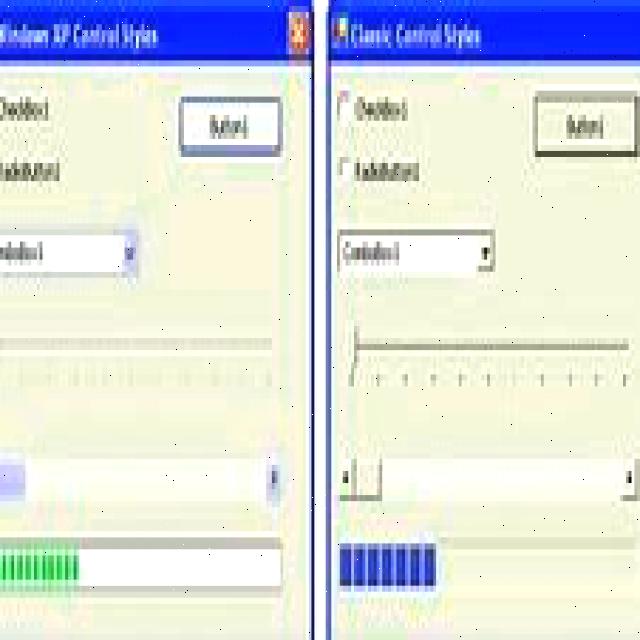 Windows XP Control Styles
CheckBox1
Button1
RadioButton1
ComboBox1
Classic Control Styles
CheckBox1
Button1
RadioButton1
ComboBox1